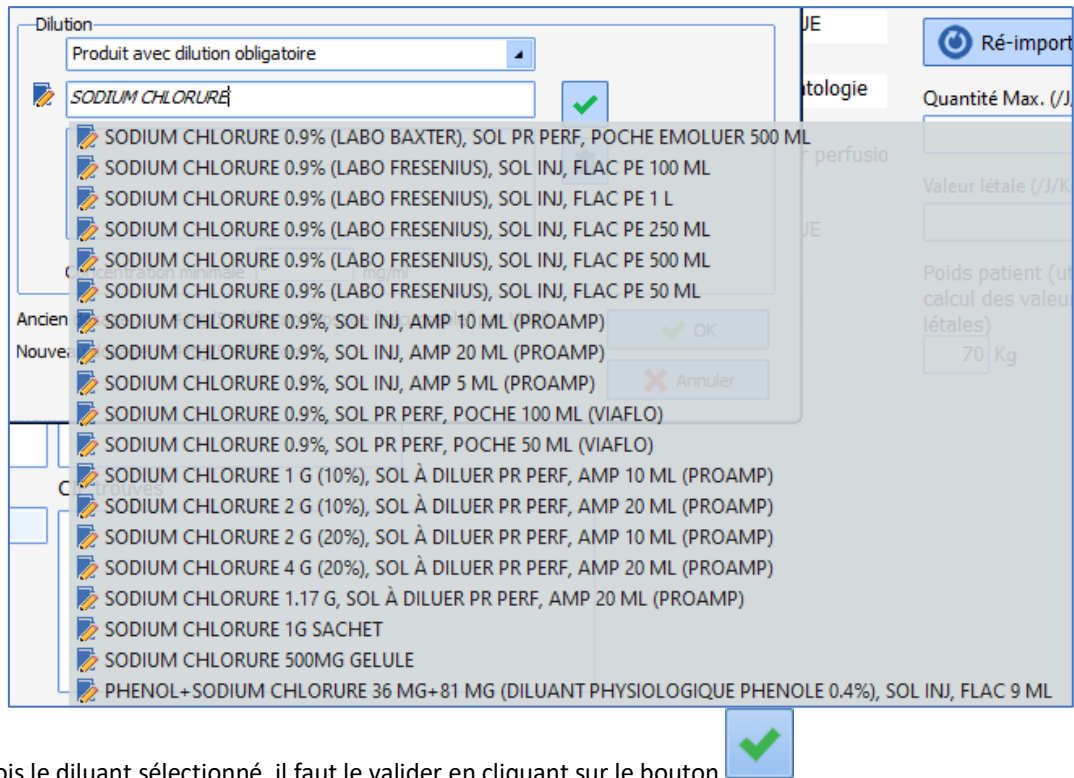 Dilution
Produit avec dilution obligatoire
SODIUM CHLORURE
SODIUM CHLORURE 0.9% (LABO BAXTER), SOL PR PERF, POCHE EMOLUER 500 ML
SODIUM CHLORURE 0.9% (LABO FRESENIUS), SOL INJ, FLAC PE 100 ML
SODIUM CHLORURE 0.9% (LABO FRESENIUS), SOL INJ, FLAC PE 1 L
SODIUM CHLORURE 0.9% (LABO FRESENIUS), SOL INJ, FLAC PE 250 ML
SODIUM CHLORURE 0.9% (LABO FRESENIUS), SOL INJ, FLAC PE 500 ML
Concentration minimale mg/ml
SODIUM CHLORURE 0.9% (LABO FRESENIUS), SOL INJ, FLAC PE 50 ML
Ancien
SODIUM CHLORURE 0.9%, SOL INJ, AMP 10 ML (PROAMP)
OK
Nouveau
SODIUM CHLORURE 0.9%, SOL INJ, AMP 20 ML (PROAMP)
SODIUM CHLORURE 0.9%, SOL INJ, AMP 5 ML (PROAMP)
Annuler
SODIUM CHLORURE 0.9%, SOL PR PERF, POCHE 100 ML (VIAFLO)
SODIUM CHLORURE 0.9%, SOL PR PERF, POCHE 50 ML (VIAFLO)
SODIUM CHLORURE 1 G (10%), SOL À DILUER PR PERF, AMP 10 ML (PROAMP)
trouvés
SODIUM CHLORURE 2 G (10%), SOL À DILUER PR PERF, AMP 20 ML (PROAMP)
SODIUM CHLORURE 2 G (20%), SOL À DILUER PR PERF, AMP 10 ML (PROAMP)
SODIUM CHLORURE 4 G (20%), SOL À DILUER PR PERF, AMP 20 ML (PROAMP)
SODIUM CHLORURE 1.17 G, SOL À DILUER PR PERF, AMP 20 ML (PROAMP)
SODIUM CHLORURE 1G SACHET
SODIUM CHLORURE 500MG GELULE
PHENOL+SODIUM CHLORURE 36 MG+81 MG (DILUANT PHYSIOLOGIQUE PHENOLE 0.4%), SOL INJ, FLAC 9 ML
UE
tologie
r perfusio
UE
Ré-import
Quantité Max. (/J/
Valeur létale (/J/K
Poids patient (ut
calcul des valeu
létales)
70 Kg
ois le diluant sélectionné, il faut le valider en cliquant sur le bouton